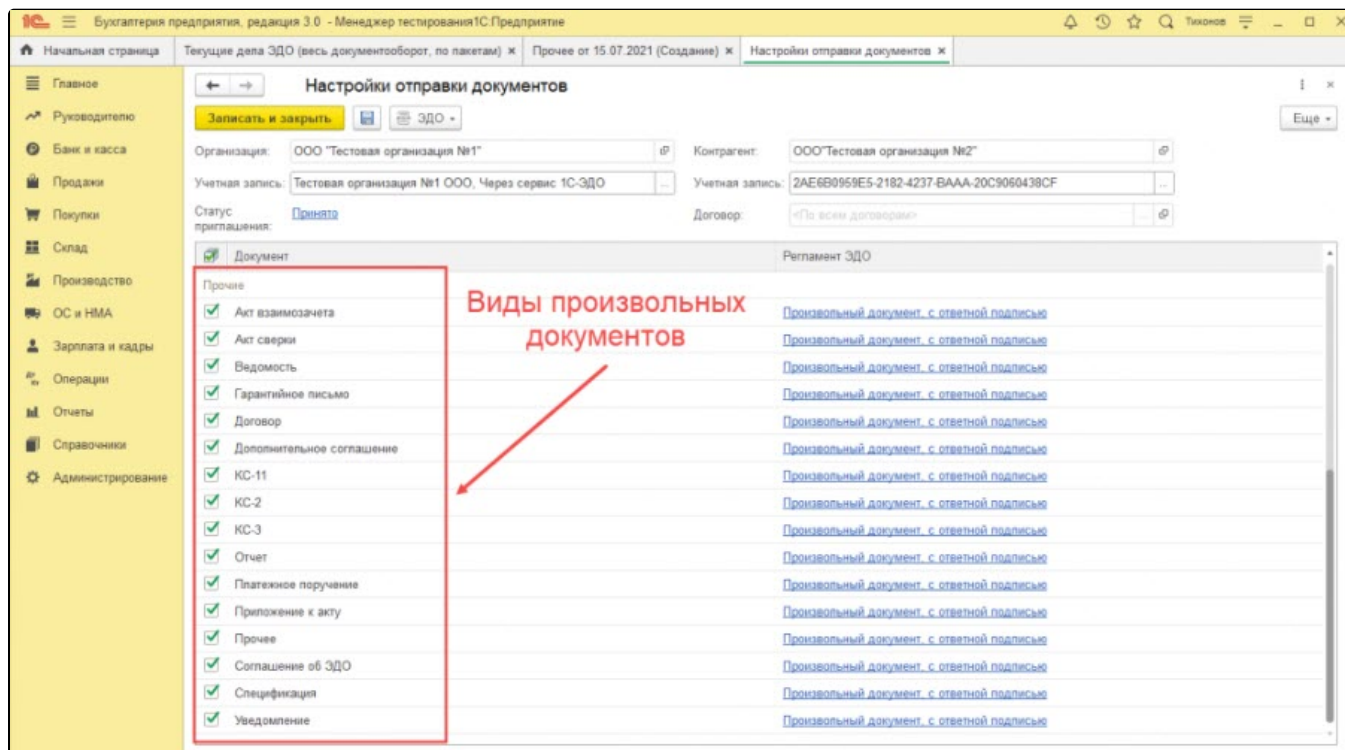 1С Бухгалтерия предприятия, редакция 3.0 - Менеджер тестирования1С:Предприятие Тихонов
Начальная страница Текущие дела ЭДО (весь документооборот, по пакетам) × Прочее от 15.07.2021 (Создание) × Настройки отправки документов ×
Главное
Руководителю
Банк и касса
Продажи
Покупки
Склад
Производство
ОС и НМА
Зарплата и кадры
Операции
Отчеты
Справочники
Администрирование
Настройки отправки документов
Записать и закрыть ЭДО Еще
Организация: ООО "Тестовая организация №1" Контрагент: ООО"Тестовая организация №2"
Учетная запись: Тестовая организация №1 ООО, Через сервис 1С-ЭДО ... Учетная запись: 2AE6B0959E5-2182-4237-BAAA-20C9060438CF ...
Статус приглашения: Принято Договор: <По всем договорам> ...
Документ Регламент ЭДО
Прочие
Виды произвольных
документов
Акт взаимозачета Произвольный документ, с ответной подписью
Акт сверки Произвольный документ, с ответной подписью
Ведомость Произвольный документ, с ответной подписью
Гарантийное письмо Произвольный документ, с ответной подписью
Договор Произвольный документ, с ответной подписью
Дополнительное соглашение Произвольный документ, с ответной подписью
КС-11 Произвольный документ, с ответной подписью
КС-2 Произвольный документ, с ответной подписью
КС-3 Произвольный документ, с ответной подписью
Отчет Произвольный документ, с ответной подписью
Платежное поручение Произвольный документ, с ответной подписью
Приложение к акту Произвольный документ, с ответной подписью
Прочее Произвольный документ, с ответной подписью
Соглашение об ЭДО Произвольный документ, с ответной подписью
Спецификация Произвольный документ, с ответной подписью
Уведомление Произвольный документ, с ответной подписью